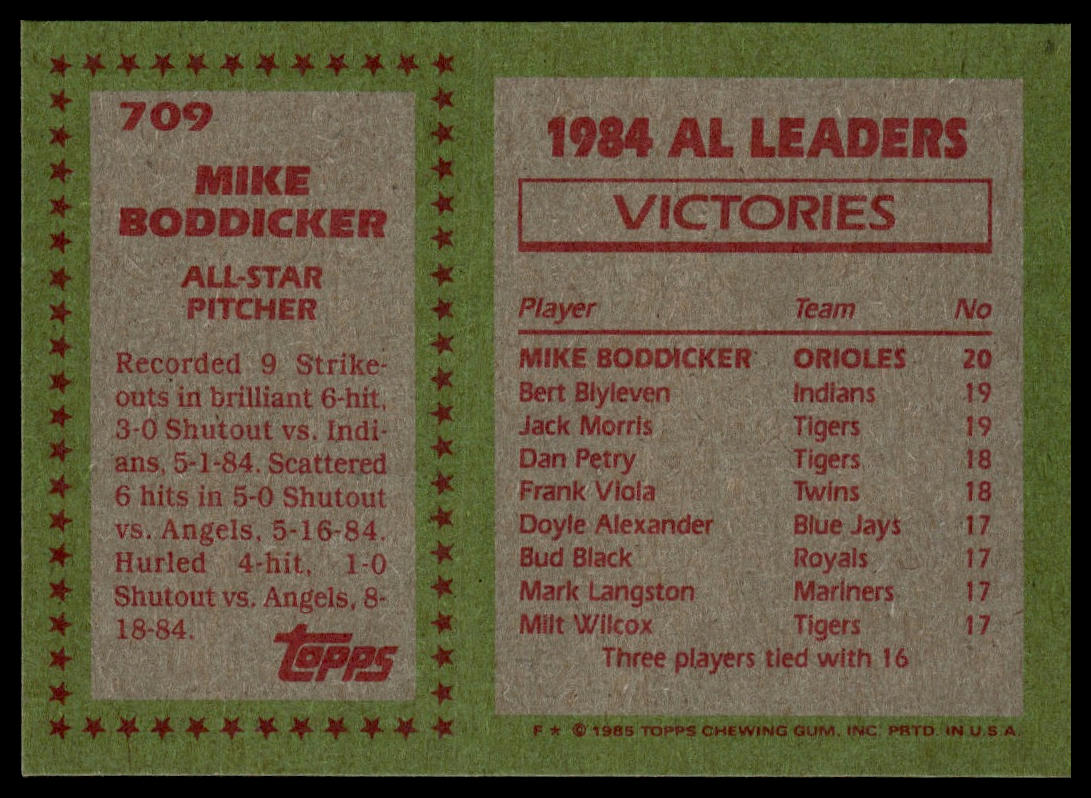 709
MIKE
BODDICKER
ALL-STAR
PITCHER
Recorded 9 Strike-
outs in brilliant 6-hit,
3-0 Shutout vs. Indi-
ans, 5-1-84. Scattered
6 hits in 5-0 Shutout
vs. Angels, 5-16-84.
Hurled 4-hit, 1-0
Shutout vs. Angels, 8-
18-84.
topps
1984 AL LEADERS
VICTORIES
Player Team No
MIKE BODDICKER ORIOLES 20
Bert Blyleven Indians 19
Jack Morris Tigers 19
Dan Petry Tigers 18
Frank Viola Twins 18
Doyle Alexander Blue Jays 17
Bud Black Royals 17
Mark Langston Mariners 17
Milt Wilcox Tigers 17
Three players tied with 16
F ★ © 1985 TOPPS CHEWING GUM, INC. PRTD. IN U.S.A.